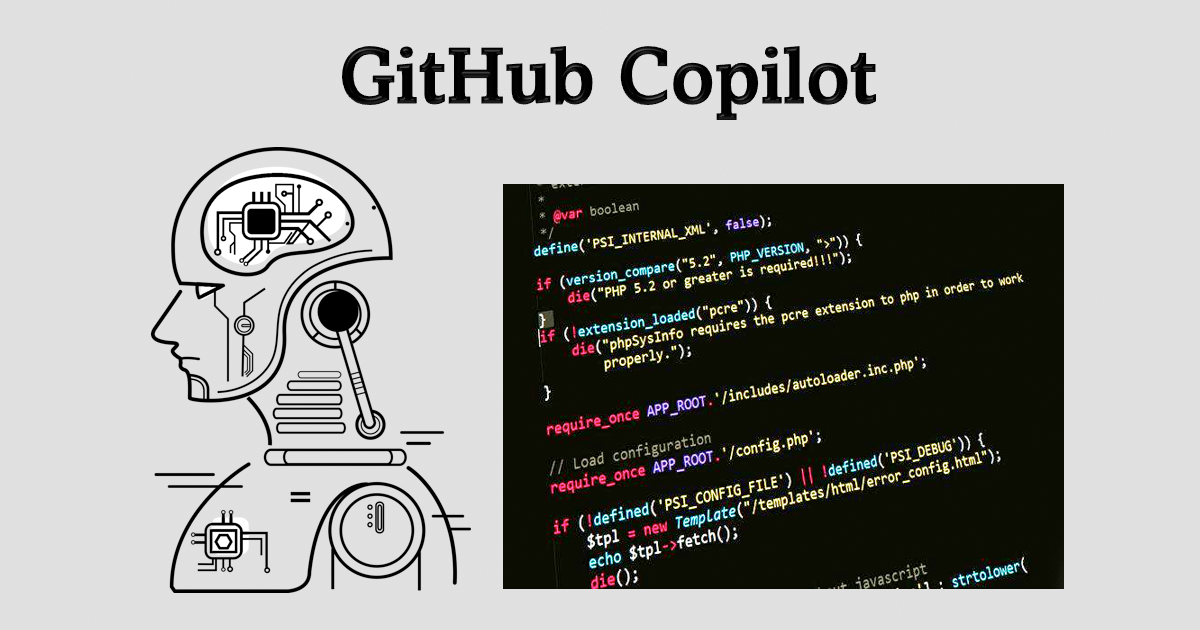 GitHub Copilot
*
* @var boolean
*/
define('PSI_INTERNAL_XML', false);
if (version_compare("5.2", PHP_VERSION, ">")) {
die("PHP 5.2 or greater is required!!!");
}
if (!extension_loaded("pcre")) {
die("phpSysInfo requires the pcre extension to php in order to work
properly.");
}
require_once APP_ROOT.'/includes/autoloader.inc.php';
// Load configuration
require_once APP_ROOT.'/config.php';
if (!defined('PSI_CONFIG_FILE') || !defined('PSI_DEBUG')) {
$tpl = new Template("/templates/html/error_config.html");
echo $tpl->fetch();
die();
javascript
strtolower(